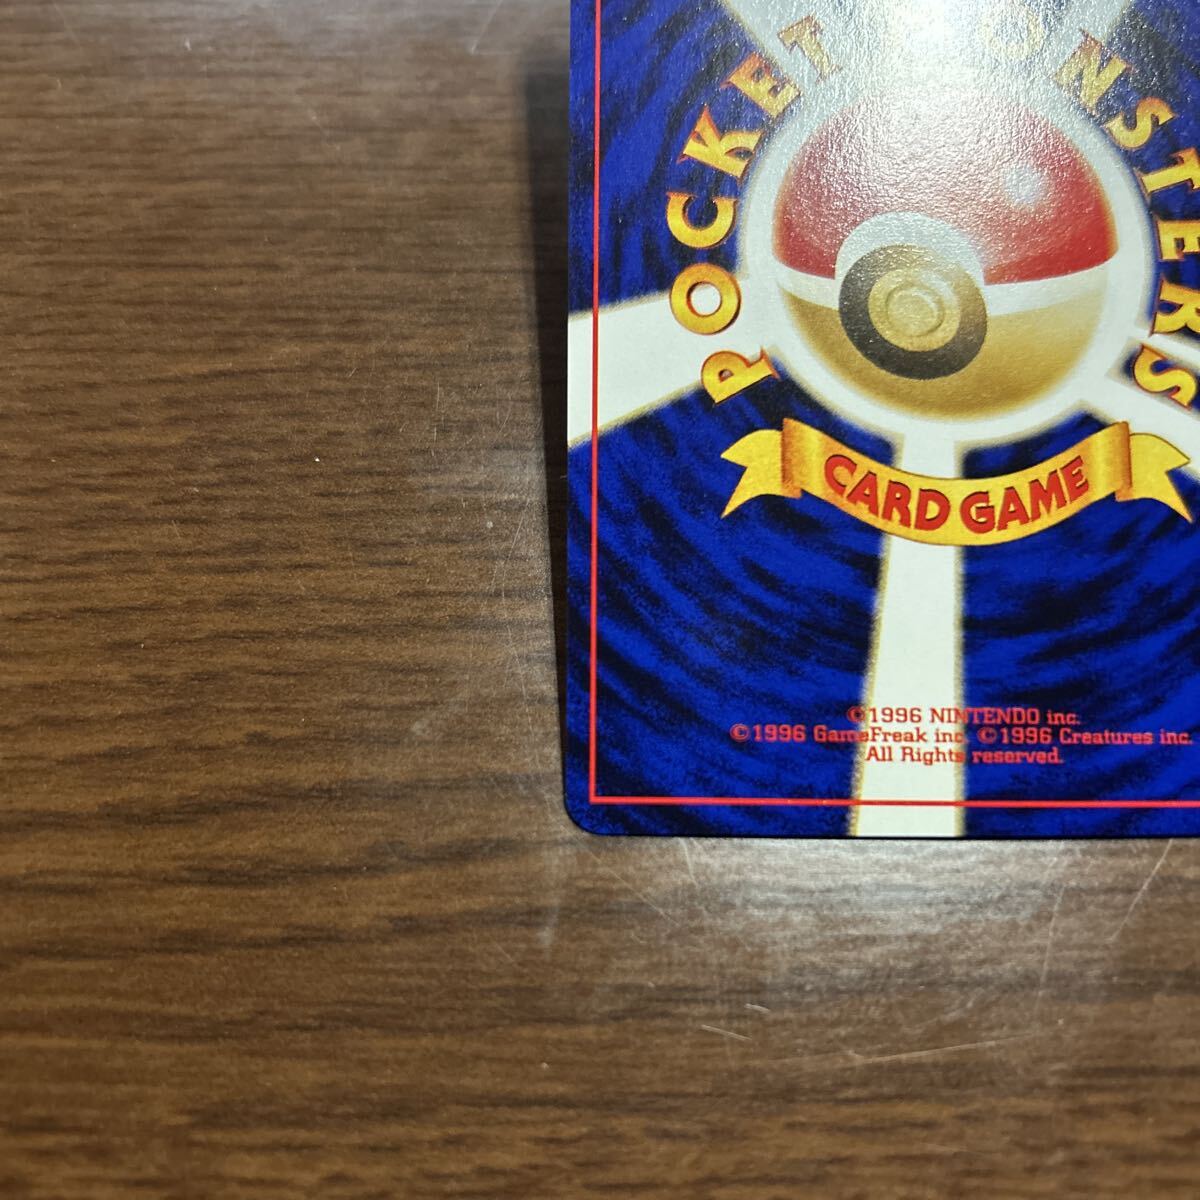 POCKET MONSTERS
CARD GAME
©1996 NINTENDO inc.
©1996 GameFreak inc. ©1996 Creatures inc.
All Rights reserved.